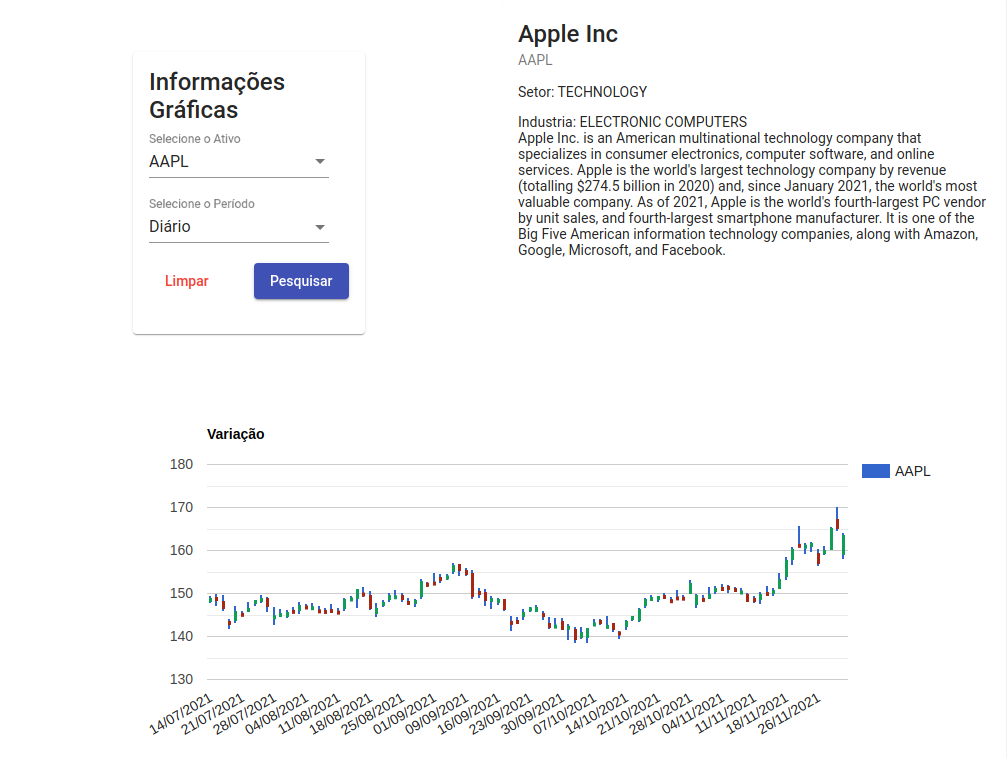 Informações
Gráficas
Selecione o Ativo
AAPL
Selecione o Período
Diário
Limpar
Pesquisar
Apple Inc
AAPL
Setor: TECHNOLOGY
Industria: ELECTRONIC COMPUTERS
Apple Inc. is an American multinational technology company that
specializes in consumer electronics, computer software, and online
services. Apple is the world's largest technology company by revenue
(totalling $274.5 billion in 2020) and, since January 2021, the world's most
valuable company. As of 2021, Apple is the world's fourth-largest PC vendor
by unit sales, and fourth-largest smartphone manufacturer. It is one of the
Big Five American information technology companies, along with Amazon,
Google, Microsoft, and Facebook.
Variação
180
170
160
150
140
130
AAPL
14/07/2021
21/07/2021
28/07/2021
04/08/2021
11/08/2021
18/08/2021
25/08/2021
01/09/2021
09/09/2021
16/09/2021
23/09/2021
30/09/2021
07/10/2021
14/10/2021
21/10/2021
28/10/2021
04/11/2021
11/11/2021
18/11/2021
26/11/2021